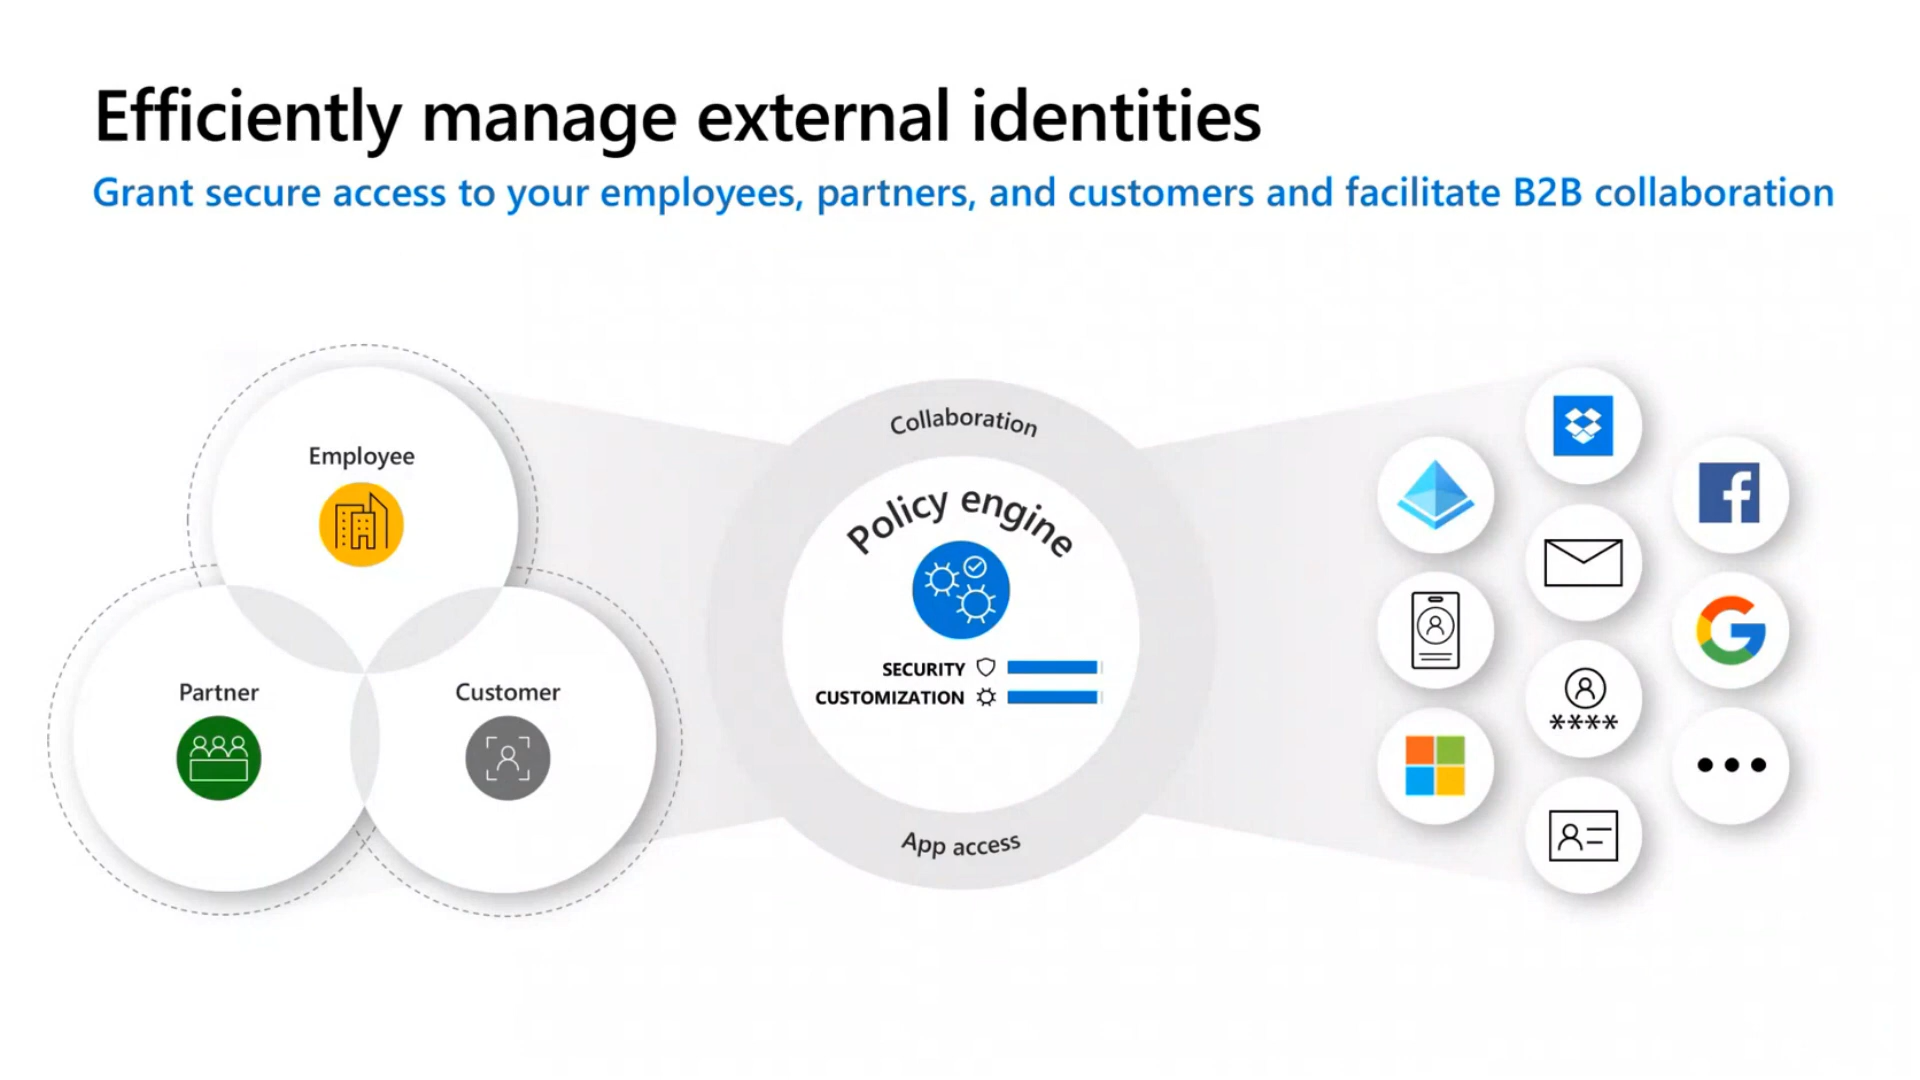 Efficiently manage external identities
Grant secure access to your employees, partners, and customers and facilitate B2B collaboration
Employee
Partner
Customer
Collaboration
Policy engine
SECURITY
CUSTOMIZATION
App access
f
G
****